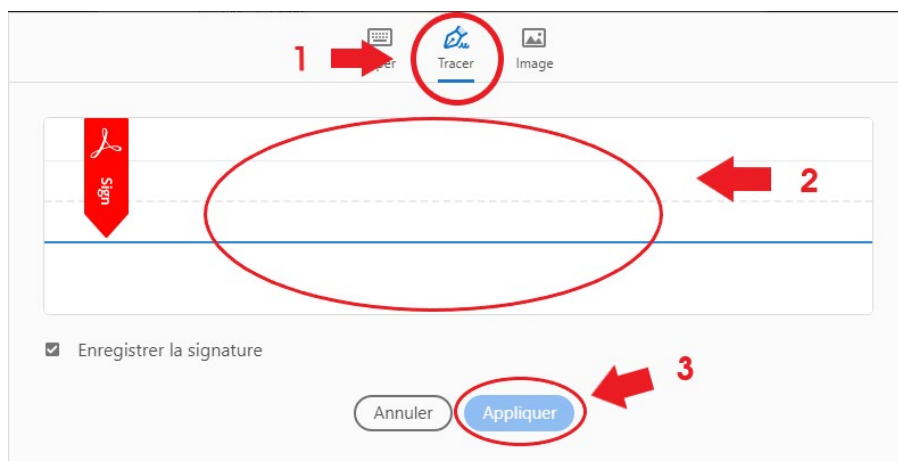 1
Tracer
Image
Sign
2
Enregistrer la signature
3
Annuler
Appliquer